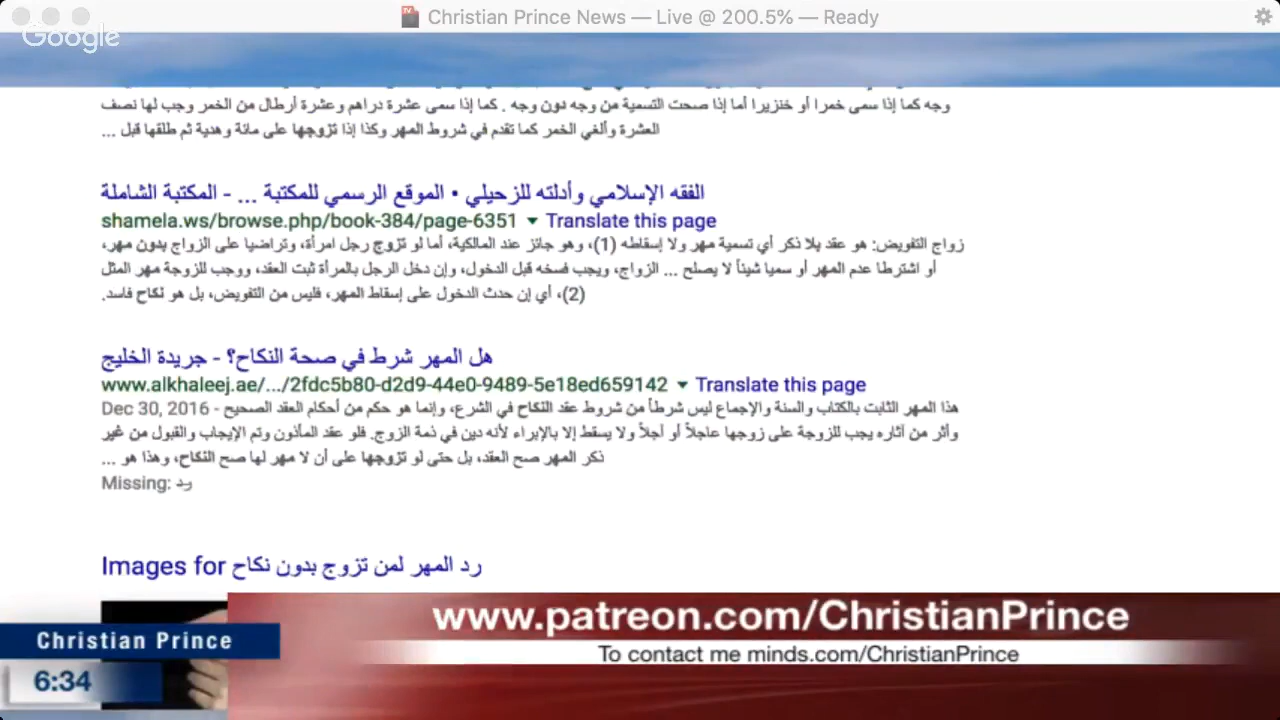 Christian Prince News — Live @ 200.5% — Ready
Google
وجه كما إذا سمى خمرا أو خنزيرا أما إذا صحت التسمية من وجه دون وجه . كما إذا سمى عشرة دراهم وعشرة أرطال من الخمر وجب لها نصف
العشرة وألغي الخمر كما تقدم في شروط المهر وكذا إذا تزوجها على مائة وهدية ثم طلقها قبل ...
الفقه الإسلامي وأدلته للزحيلي • الموقع الرسمي للمكتبة ... - المكتبة الشاملة
shamela.ws/browse.php/book-384/page-6351 ▼ Translate this page
زواج التفويض: هو عقد بلا ذكر أي تسمية مهر ولا إسقاطه (1)، وهو جائز عند المالكية، أما لو تزوج رجل امرأة، وتراضيا على الزواج بدون مهر،
أو اشترطا عدم المهر أو سميا شيئاً لا يصلح ... الزواج، ويجب فسخه قبل الدخول، وإن دخل الرجل بالمرأة ثبت العقد، ووجب للزوجة مهر المثل
(2)، أي إن حدث الدخول على إسقاط المهر، فليس من التفويض، بل هو نكاح فاسد.
هل المهر شرط في صحة النكاح؟ - جريدة الخليج
www.alkhaleej.ae/.../2fdc5b80-d2d9-44e0-9489-5e18ed659142 ▼ Translate this page
Dec 30, 2016 - هذا المهر الثابت بالكتاب والسنة والإجماع ليس شرطاً من شروط عقد النكاح في الشرع، وإنما هو حكم من أحكام العقد الصحيح
وأثر من آثاره يجب للزوجة على زوجها عاجلاً أو آجلاً ولا يسقط إلا بالإبراء لأنه دين في ذمة الزوج. فلو عقد المأذون وتم الإيجاب والقبول من غير
ذكر المهر صح العقد، بل حتى لو تزوجها على أن لا مهر لها صح النكاح، وهذا هو ...
Missing: رد
Images for رد المهر لمن تزوج بدون نكاح
www.patreon.com/ChristianPrince
Christian Prince
To contact me minds.com/ChristianPrince
6:34